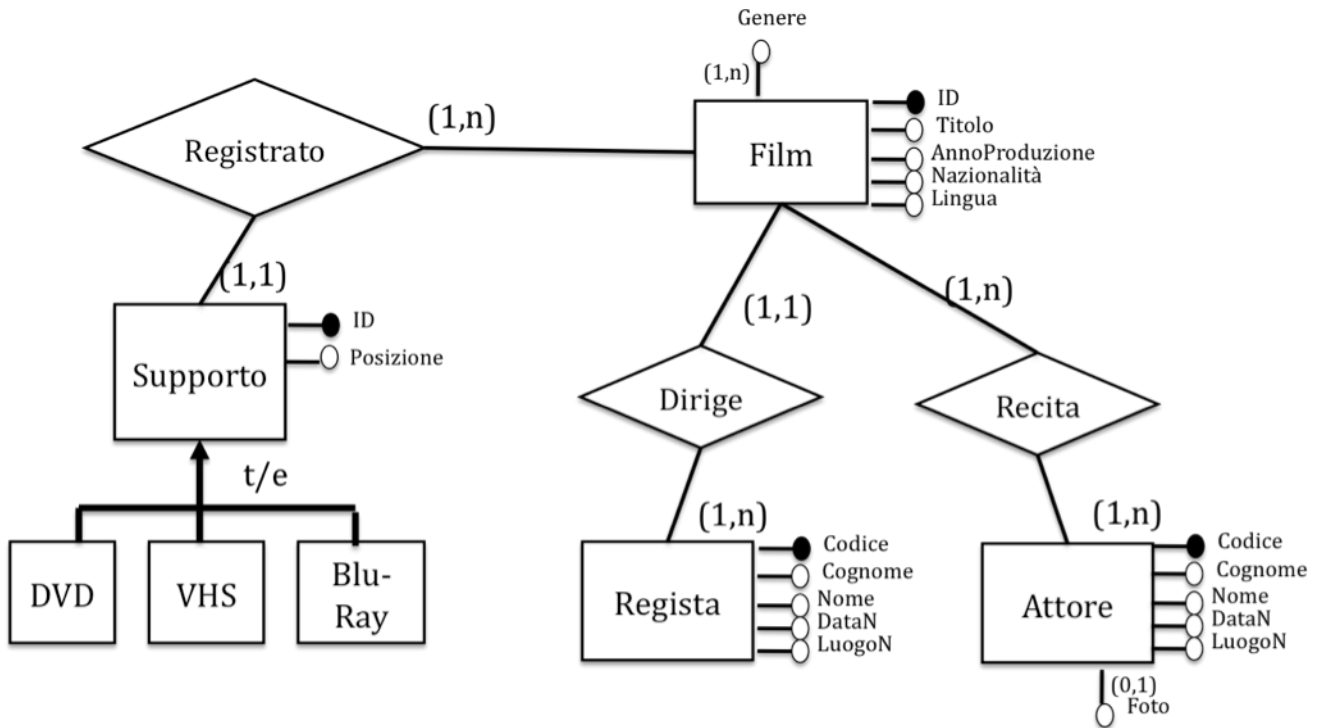 Genere
(1,n)
ID
Titolo
AnnoProduzione
Nazionalità
Lingua
Film
(1,n)
Registrato
(1,1)
ID
Posizione
Supporto
t/e
DVD
VHS
Blu-
Ray
(1,1)
Dirige
(1,n)
Codice
Cognome
Nome
DataN
LuogoN
Regista
(1,n)
Recita
(1,n)
Codice
Cognome
Nome
DataN
LuogoN
Attore
(0,1)
Foto